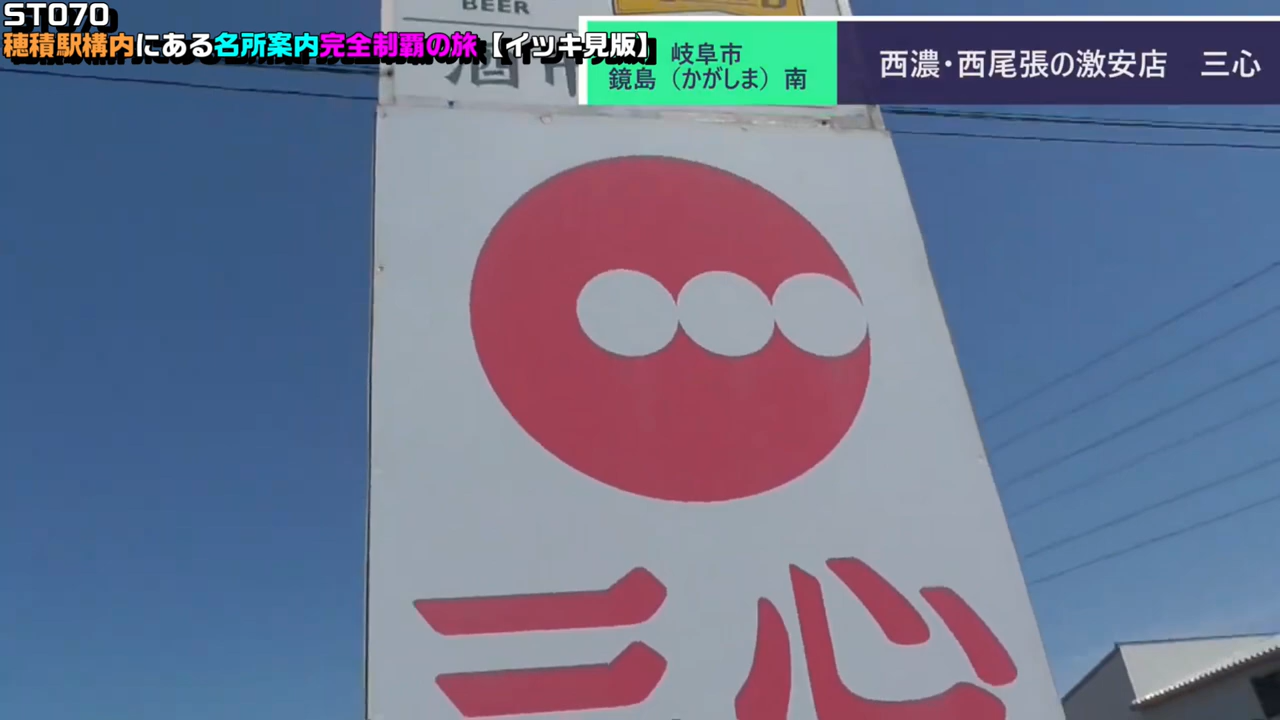 ST070
穂積駅構内にある名所案内完全制覇の旅【イツキ見版】
BEER
岐阜市
鏡島（かがしま）南
西濃・西尾張の激安店　三心
三心